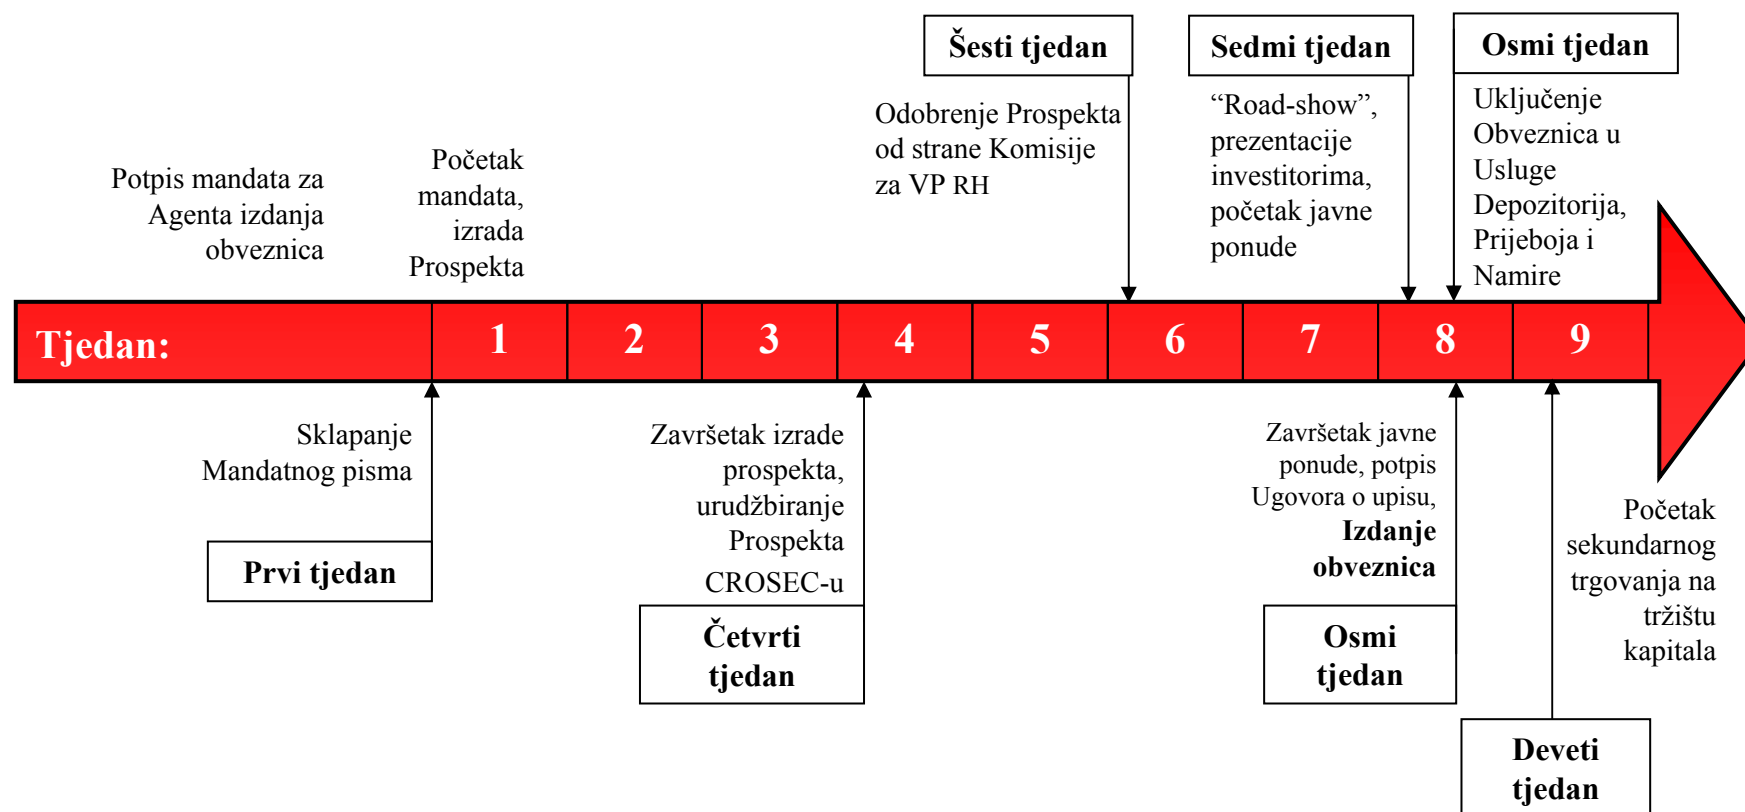 Šesti tjedan
Sedmi tjedan
Osmi tjedan
Potpis mandata za
Agenta izdanja
obveznica
Početak
mandata,
izrada
Prospekta
Odobrenje Prospekta
od strane Komisije
za VP RH
“Road-show”,
prezentacije
investitorima,
početak javne
ponude
Uključenje
Obveznica u
Usluge
Depozitorija,
Prijeboja i
Namire
Tjedan: 1 2 3 4 5 6 7 8 9
Sklapanje
Mandatnog pisma
Prvi tjedan
Završetak izrade
prospekta,
urudžbiranje
Prospekta
CROSEC-u
Četvrti
tjedan
Završetak javne
ponude, potpis
Ugovora o upisu,
Izdanje
obveznica
Osmi
tjedan
Početak
sekundarnog
trgovanja na
tržištu
kapitala
Deveti
tjedan